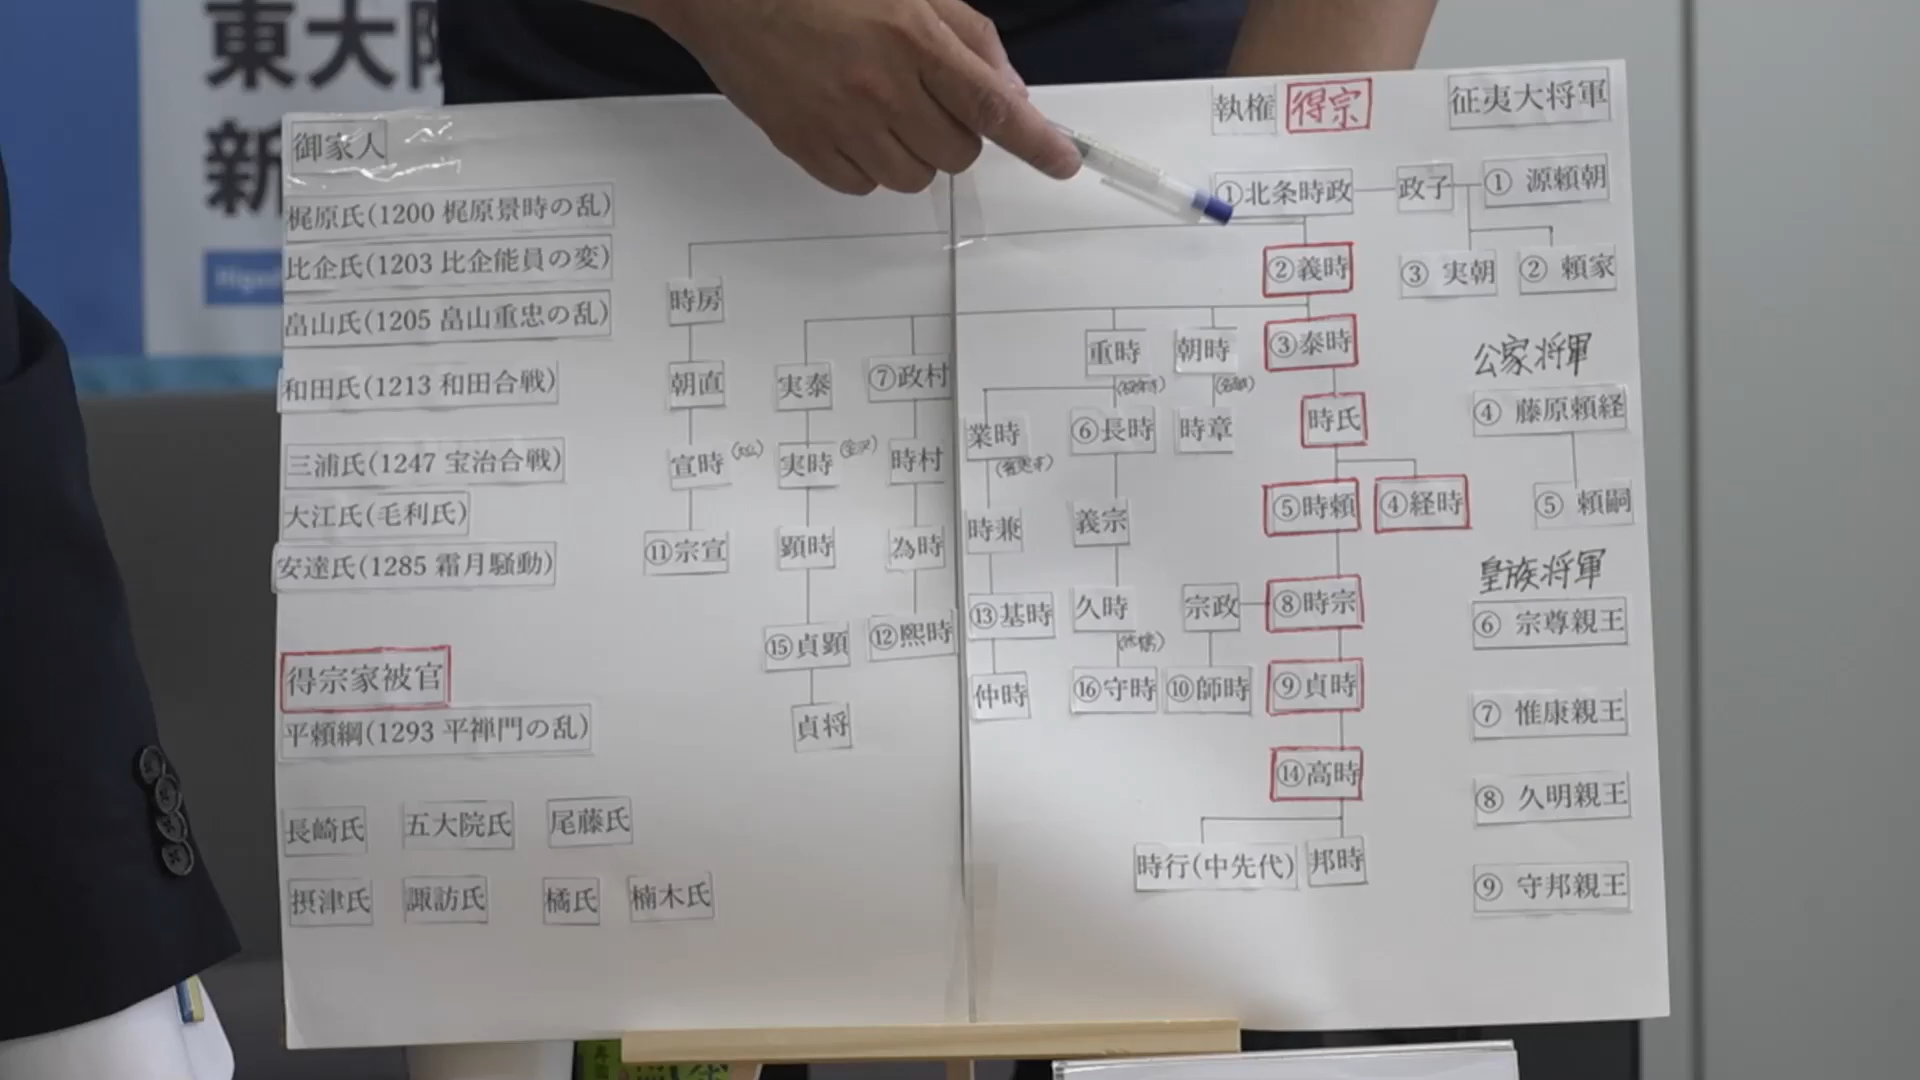 東大阪
新
御家人
梶原氏(1200 梶原景時の乱)
比企氏(1203 比企能員の変)
畠山氏(1205 畠山重忠の乱)
和田氏(1213 和田合戦)
三浦氏(1247 宝治合戦)
大江氏(毛利氏)
安達氏(1285 霜月騒動)
得宗家被官
平頼綱(1293 平禅門の乱)
長崎氏 五大院氏 尾藤氏
摂津氏 諏訪氏 橘氏 楠木氏
執権 得宗
①北条時政 政子
②義時
時房
③泰時
朝時
重時
⑦政村
実泰
朝直
時氏
時章
⑥長時
業時
時村
実時
(金沢)
宣時
⑤時頼 ④経時
義宗
時兼
為時
顕時
⑪宗宣
宗政 ⑧時宗
久時
⑬基時
⑫熙時
⑮貞顕
⑨貞時
⑩師時
⑯守時
仲時
貞将
⑭高時
時行(中先代) 邦時
征夷大将軍
① 源頼朝
③ 実朝 ② 頼家
公家将軍
④ 藤原頼経
⑤ 頼嗣
皇族将軍
⑥ 宗尊親王
⑦ 惟康親王
⑧ 久明親王
⑨ 守邦親王